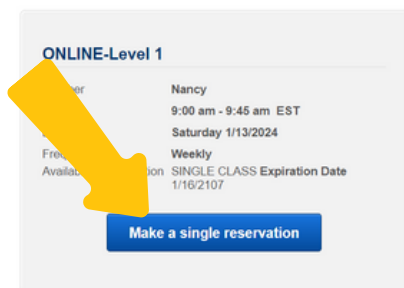 ONLINE-Level 1
Nancy
9:00 am - 9:45 am EST
Saturday 1/13/2024
Weekly
SINGLE CLASS Expiration Date
1/16/2107
Make a single reservation